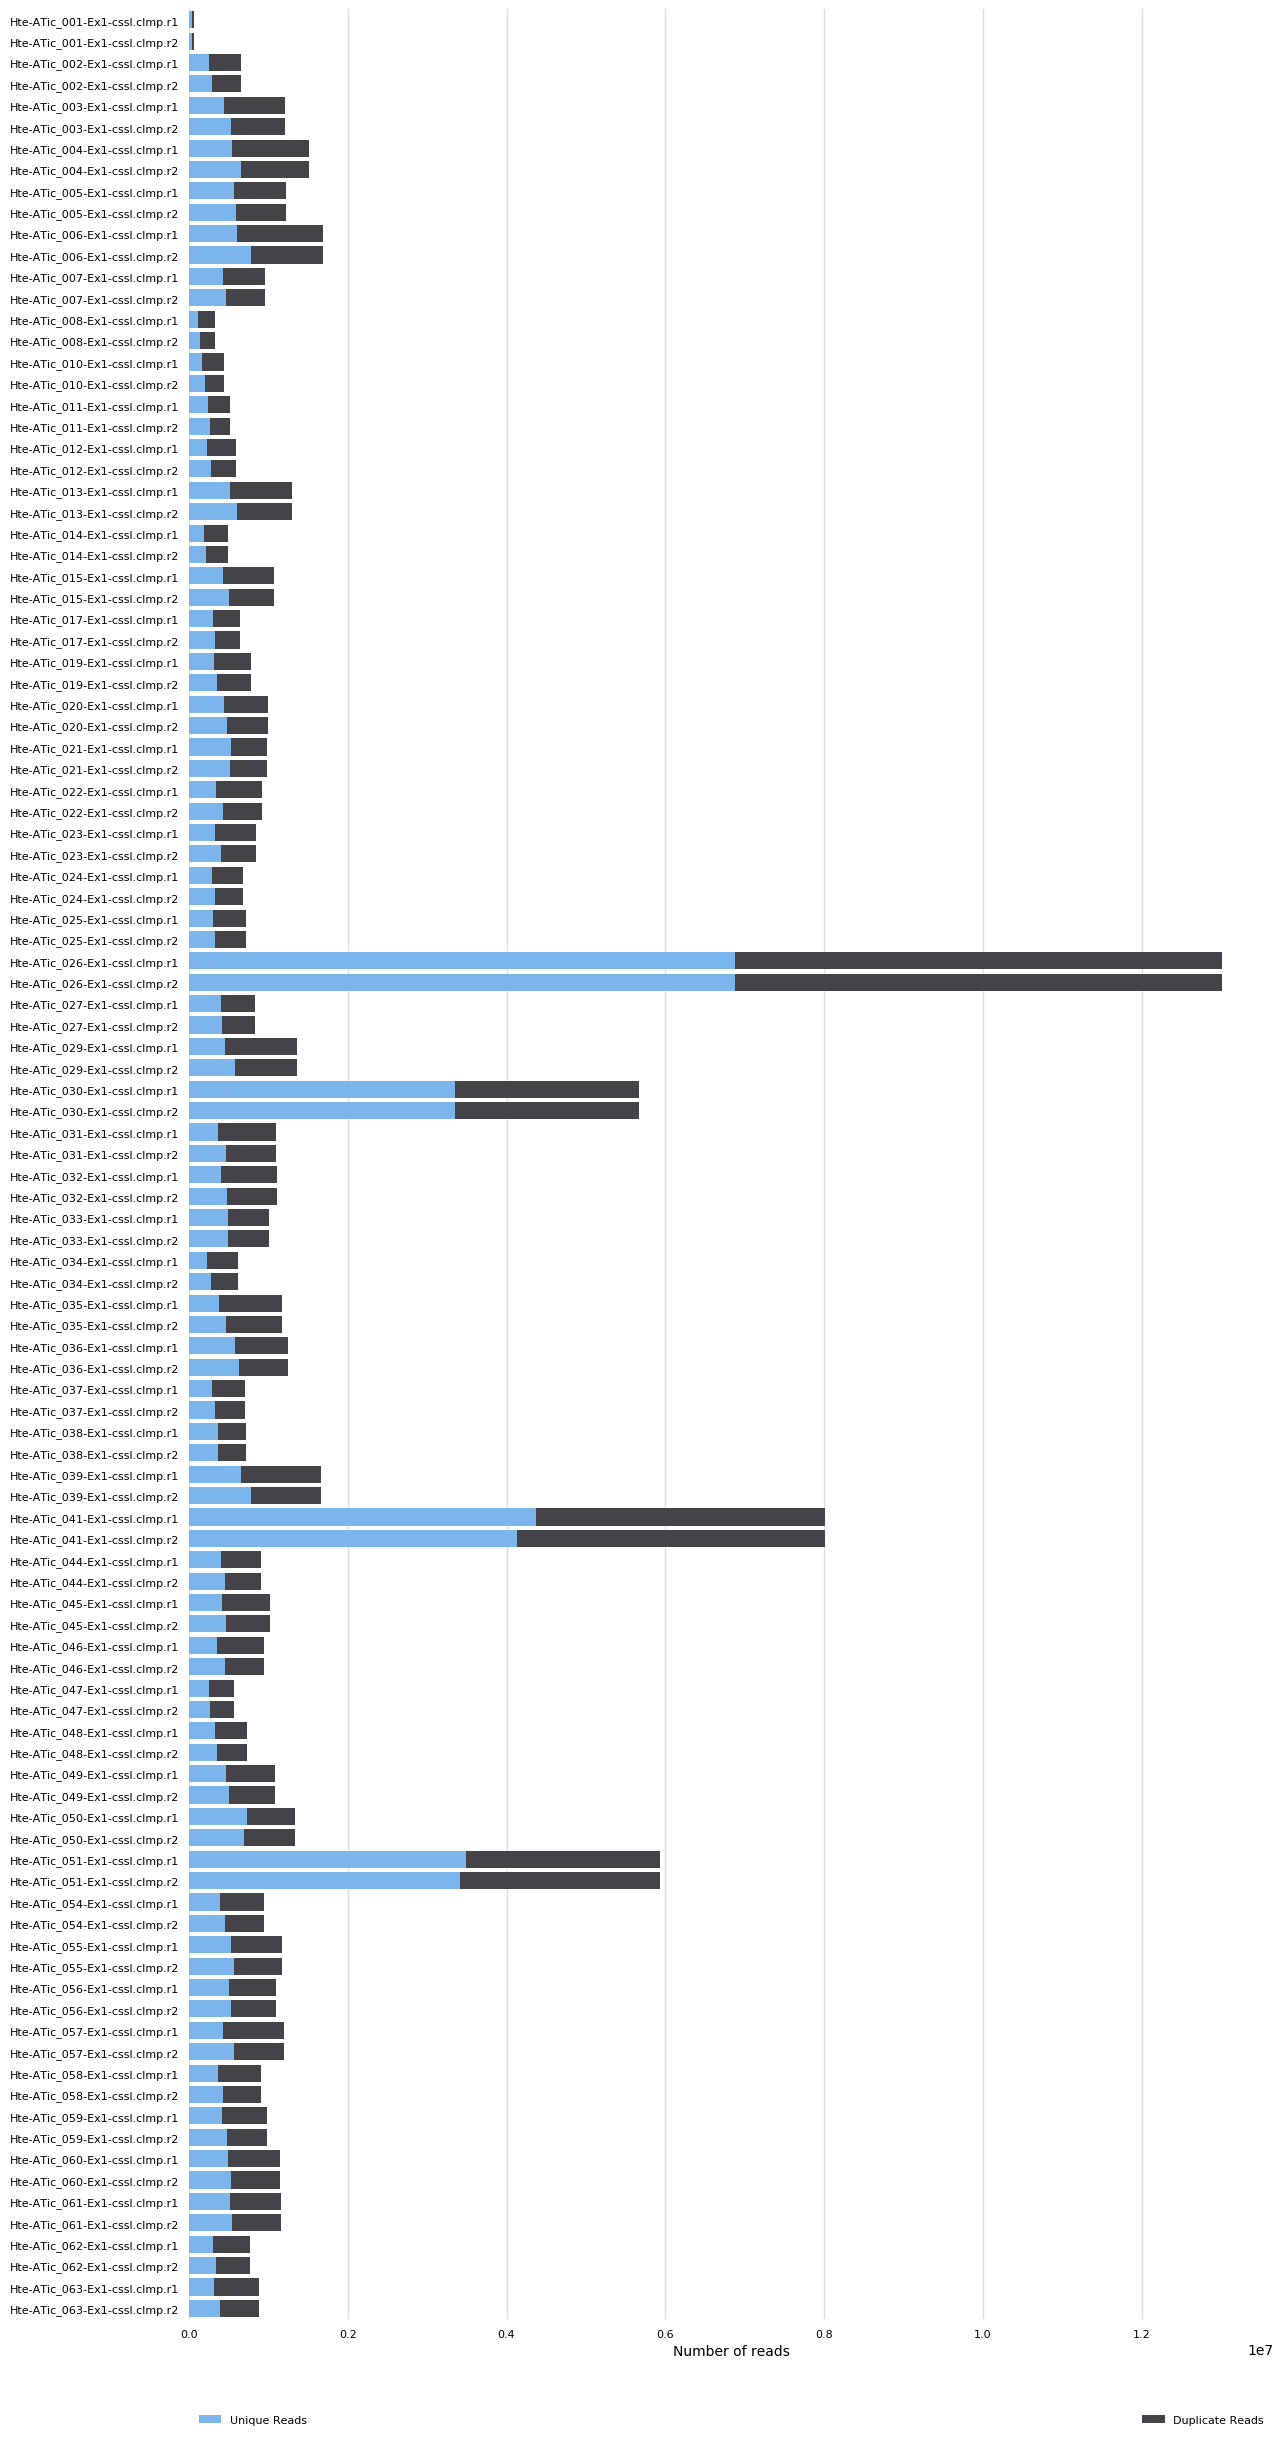 Hte-ATic_001-Ex1-cssl.clmp.r1
Hte-ATic_001-Ex1-cssl.clmp.r2
Hte-ATic_002-Ex1-cssl.clmp.r1
Hte-ATic_002-Ex1-cssl.clmp.r2
Hte-ATic_003-Ex1-cssl.clmp.r1
Hte-ATic_003-Ex1-cssl.clmp.r2
Hte-ATic_004-Ex1-cssl.clmp.r1
Hte-ATic_004-Ex1-cssl.clmp.r2
Hte-ATic_005-Ex1-cssl.clmp.r1
Hte-ATic_005-Ex1-cssl.clmp.r2
Hte-ATic_006-Ex1-cssl.clmp.r1
Hte-ATic_006-Ex1-cssl.clmp.r2
Hte-ATic_007-Ex1-cssl.clmp.r1
Hte-ATic_007-Ex1-cssl.clmp.r2
Hte-ATic_008-Ex1-cssl.clmp.r1
Hte-ATic_008-Ex1-cssl.clmp.r2
Hte-ATic_010-Ex1-cssl.clmp.r1
Hte-ATic_010-Ex1-cssl.clmp.r2
Hte-ATic_011-Ex1-cssl.clmp.r1
Hte-ATic_011-Ex1-cssl.clmp.r2
Hte-ATic_012-Ex1-cssl.clmp.r1
Hte-ATic_012-Ex1-cssl.clmp.r2
Hte-ATic_013-Ex1-cssl.clmp.r1
Hte-ATic_013-Ex1-cssl.clmp.r2
Hte-ATic_014-Ex1-cssl.clmp.r1
Hte-ATic_014-Ex1-cssl.clmp.r2
Hte-ATic_015-Ex1-cssl.clmp.r1
Hte-ATic_015-Ex1-cssl.clmp.r2
Hte-ATic_017-Ex1-cssl.clmp.r1
Hte-ATic_017-Ex1-cssl.clmp.r2
Hte-ATic_019-Ex1-cssl.clmp.r1
Hte-ATic_019-Ex1-cssl.clmp.r2
Hte-ATic_020-Ex1-cssl.clmp.r1
Hte-ATic_020-Ex1-cssl.clmp.r2
Hte-ATic_021-Ex1-cssl.clmp.r1
Hte-ATic_021-Ex1-cssl.clmp.r2
Hte-ATic_022-Ex1-cssl.clmp.r1
Hte-ATic_022-Ex1-cssl.clmp.r2
Hte-ATic_023-Ex1-cssl.clmp.r1
Hte-ATic_023-Ex1-cssl.clmp.r2
Hte-ATic_024-Ex1-cssl.clmp.r1
Hte-ATic_024-Ex1-cssl.clmp.r2
Hte-ATic_025-Ex1-cssl.clmp.r1
Hte-ATic_025-Ex1-cssl.clmp.r2
Hte-ATic_026-Ex1-cssl.clmp.r1
Hte-ATic_026-Ex1-cssl.clmp.r2
Hte-ATic_027-Ex1-cssl.clmp.r1
Hte-ATic_027-Ex1-cssl.clmp.r2
Hte-ATic_029-Ex1-cssl.clmp.r1
Hte-ATic_029-Ex1-cssl.clmp.r2
Hte-ATic_030-Ex1-cssl.clmp.r1
Hte-ATic_030-Ex1-cssl.clmp.r2
Hte-ATic_031-Ex1-cssl.clmp.r1
Hte-ATic_031-Ex1-cssl.clmp.r2
Hte-ATic_032-Ex1-cssl.clmp.r1
Hte-ATic_032-Ex1-cssl.clmp.r2
Hte-ATic_033-Ex1-cssl.clmp.r1
Hte-ATic_033-Ex1-cssl.clmp.r2
Hte-ATic_034-Ex1-cssl.clmp.r1
Hte-ATic_034-Ex1-cssl.clmp.r2
Hte-ATic_035-Ex1-cssl.clmp.r1
Hte-ATic_035-Ex1-cssl.clmp.r2
Hte-ATic_036-Ex1-cssl.clmp.r1
Hte-ATic_036-Ex1-cssl.clmp.r2
Hte-ATic_037-Ex1-cssl.clmp.r1
Hte-ATic_037-Ex1-cssl.clmp.r2
Hte-ATic_038-Ex1-cssl.clmp.r1
Hte-ATic_038-Ex1-cssl.clmp.r2
Hte-ATic_039-Ex1-cssl.clmp.r1
Hte-ATic_039-Ex1-cssl.clmp.r2
Hte-ATic_041-Ex1-cssl.clmp.r1
Hte-ATic_041-Ex1-cssl.clmp.r2
Hte-ATic_044-Ex1-cssl.clmp.r1
Hte-ATic_044-Ex1-cssl.clmp.r2
Hte-ATic_045-Ex1-cssl.clmp.r1
Hte-ATic_045-Ex1-cssl.clmp.r2
Hte-ATic_046-Ex1-cssl.clmp.r1
Hte-ATic_046-Ex1-cssl.clmp.r2
Hte-ATic_047-Ex1-cssl.clmp.r1
Hte-ATic_047-Ex1-cssl.clmp.r2
Hte-ATic_048-Ex1-cssl.clmp.r1
Hte-ATic_048-Ex1-cssl.clmp.r2
Hte-ATic_049-Ex1-cssl.clmp.r1
Hte-ATic_049-Ex1-cssl.clmp.r2
Hte-ATic_050-Ex1-cssl.clmp.r1
Hte-ATic_050-Ex1-cssl.clmp.r2
Hte-ATic_051-Ex1-cssl.clmp.r1
Hte-ATic_051-Ex1-cssl.clmp.r2
Hte-ATic_054-Ex1-cssl.clmp.r1
Hte-ATic_054-Ex1-cssl.clmp.r2
Hte-ATic_055-Ex1-cssl.clmp.r1
Hte-ATic_055-Ex1-cssl.clmp.r2
Hte-ATic_056-Ex1-cssl.clmp.r1
Hte-ATic_056-Ex1-cssl.clmp.r2
Hte-ATic_057-Ex1-cssl.clmp.r1
Hte-ATic_057-Ex1-cssl.clmp.r2
Hte-ATic_058-Ex1-cssl.clmp.r1
Hte-ATic_058-Ex1-cssl.clmp.r2
Hte-ATic_059-Ex1-cssl.clmp.r1
Hte-ATic_059-Ex1-cssl.clmp.r2
Hte-ATic_060-Ex1-cssl.clmp.r1
Hte-ATic_060-Ex1-cssl.clmp.r2
Hte-ATic_061-Ex1-cssl.clmp.r1
Hte-ATic_061-Ex1-cssl.clmp.r2
Hte-ATic_062-Ex1-cssl.clmp.r1
Hte-ATic_062-Ex1-cssl.clmp.r2
Hte-ATic_063-Ex1-cssl.clmp.r1
Hte-ATic_063-Ex1-cssl.clmp.r2
0.0 0.2 0.4 0.6 0.8 1.0 1.2
Number of reads 1e7
Unique Reads Duplicate Reads